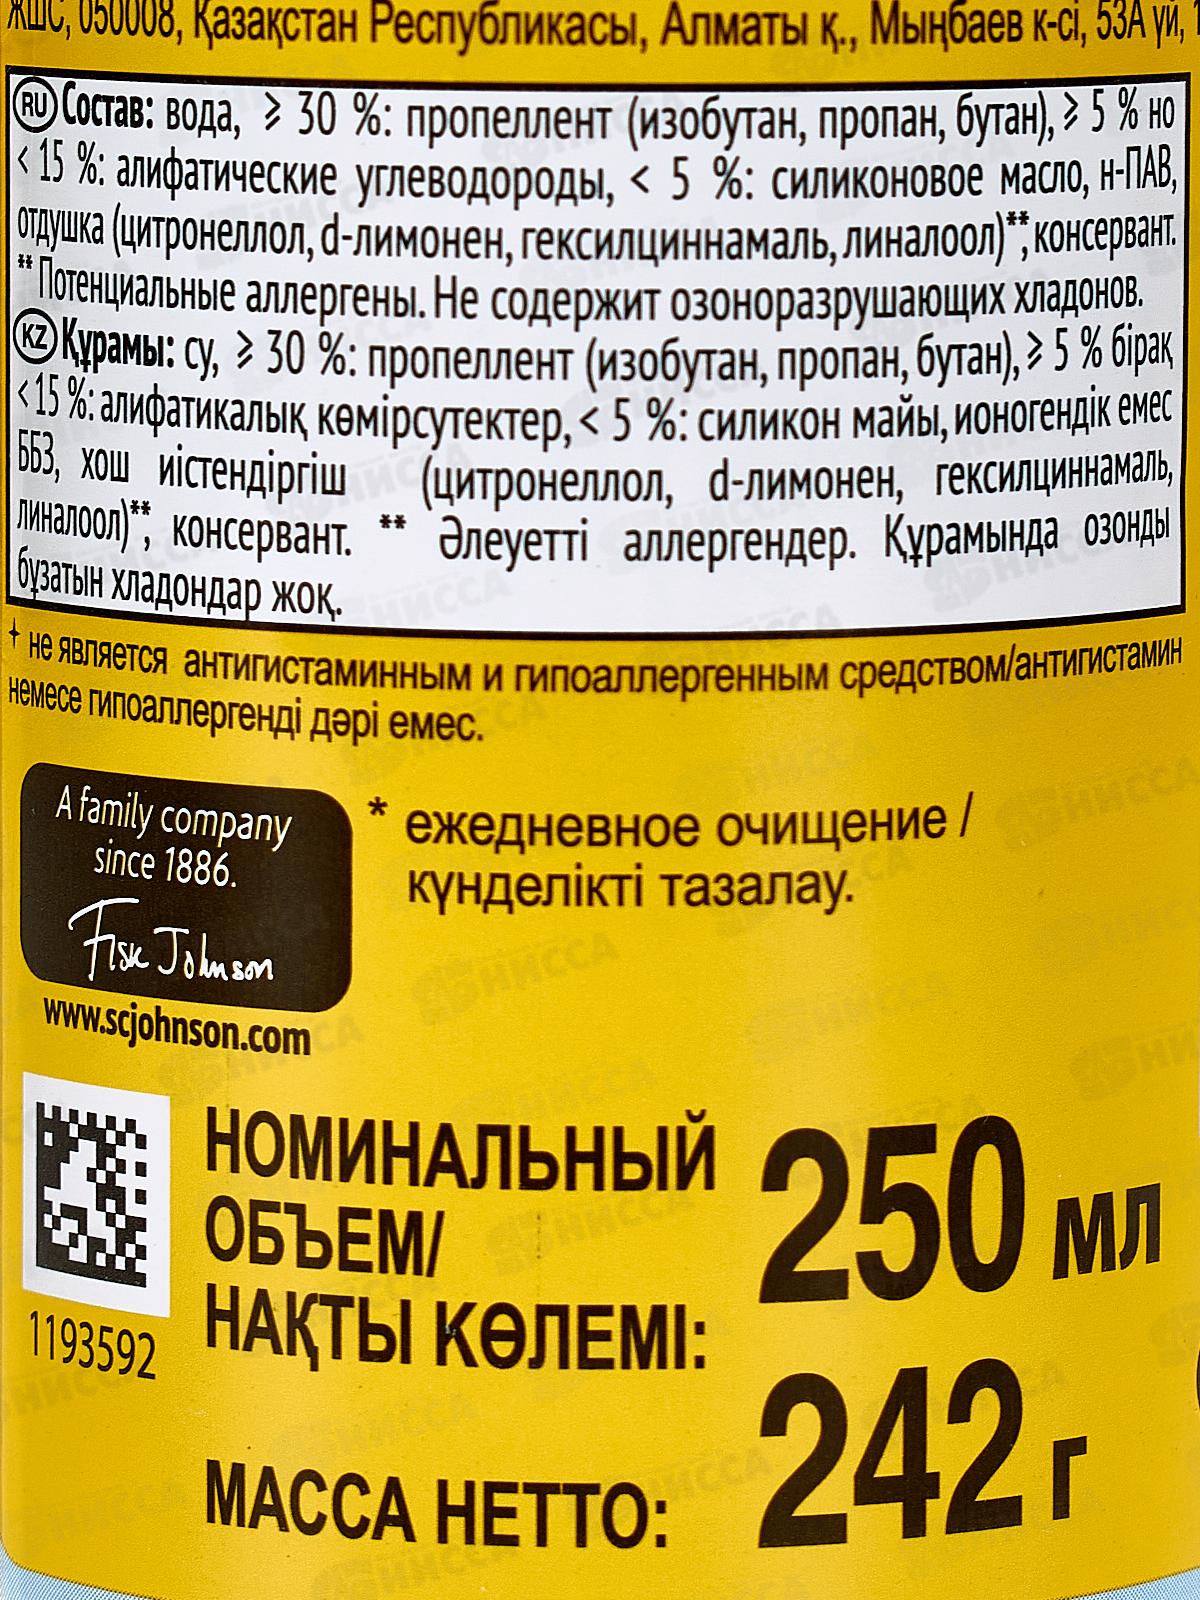 ЖШС, 050008, Қазақстан Республикасы, Алматы қ., Мыңбаев к-сі, 53А үй,
RU Состав: вода, ≥ 30 %: пропеллент (изобутан, пропан, бутан), ≥ 5 % но
< 15 %: алифатические углеводороды, < 5 %: силиконовое масло, н-ПАВ,
отдушка (цитронеллол, d-лимонен, гексилциннамаль, линалоол)**, консервант.
** Потенциальные аллергены. Не содержит озоноразрушающих хладонов.
KZ Құрамы: су, ≥ 30 %: пропеллент (изобутан, пропан, бутан), ≥ 5 % бірақ
< 15 %: алифатикалық көмірсутектер, < 5 %: силикон майы, ионогендік емес
ББЗ, хош иістендіргіш (цитронеллол, d-лимонен, гексилциннамаль,
линалоол)**, консервант. ** Әлеуетті аллергендер. Құрамында озонды
бұзатын хладондар жоқ.
+ не является антигистаминным и гипоаллергенным средством/антигистамин
немесе гипоаллергенді дәрі емес.
A family company
since 1886.
Fisk Johnson
www.scjohnson.com
* ежедневное очищение /
күнделікті тазалау.
1193592
НОМИНАЛЬНЫЙ
ОБЪЕМ/
НАҚТЫ КӨЛЕМІ: 250 мл
МАССА НЕТТО: 242 г
НИССА